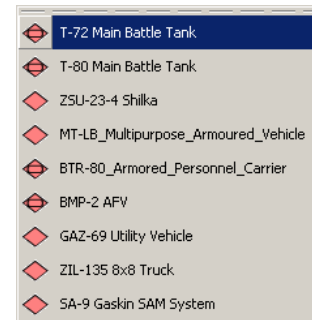 T-72 Main Battle Tank
T-80 Main Battle Tank
ZSU-23-4 Shilka
MT-LB_Multipurpose_Armoured_Vehicle
BTR-80_Armored_Personnel_Carrier
BMP-2 AFV
GAZ-69 Utility Vehicle
ZIL-135 8x8 Truck
SA-9 Gaskin SAM System